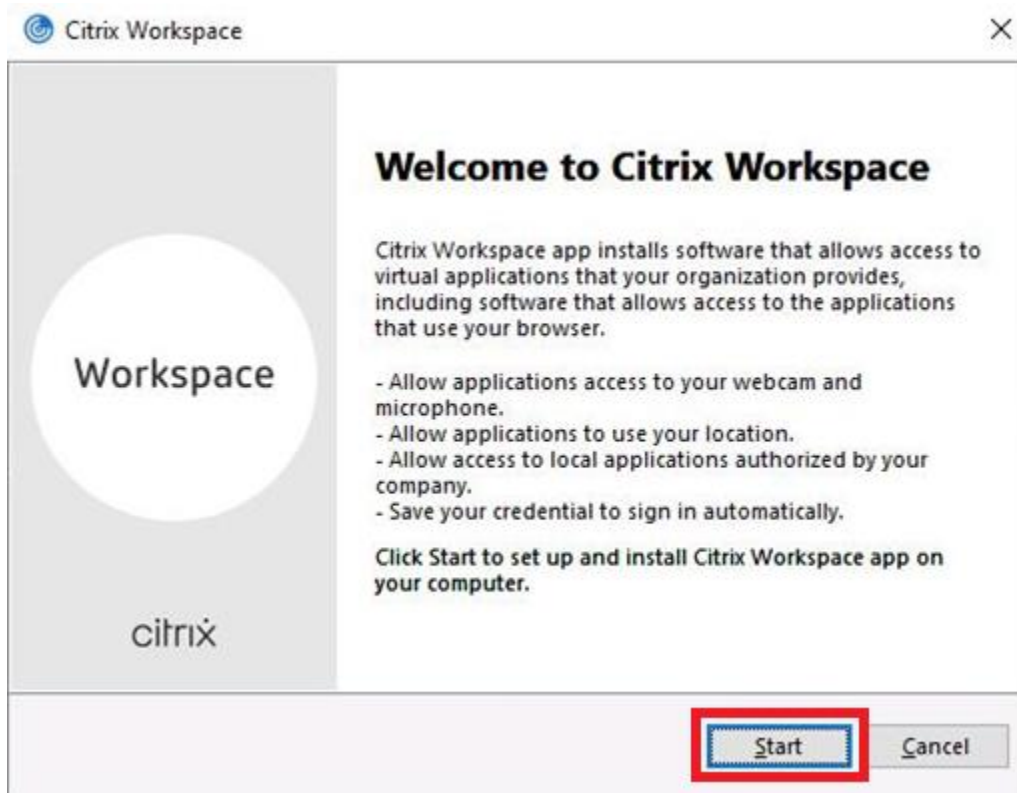 Citrix Workspace
Welcome to Citrix Workspace
Citrix Workspace app installs software that allows access to
virtual applications that your organization provides,
including software that allows access to the applications
that use your browser.
- Allow applications access to your webcam and
microphone.
- Allow applications to use your location.
- Allow access to local applications authorized by your
company.
- Save your credential to sign in automatically.
Click Start to set up and install Citrix Workspace app on
your computer.
Workspace
citrix
Start
Cancel